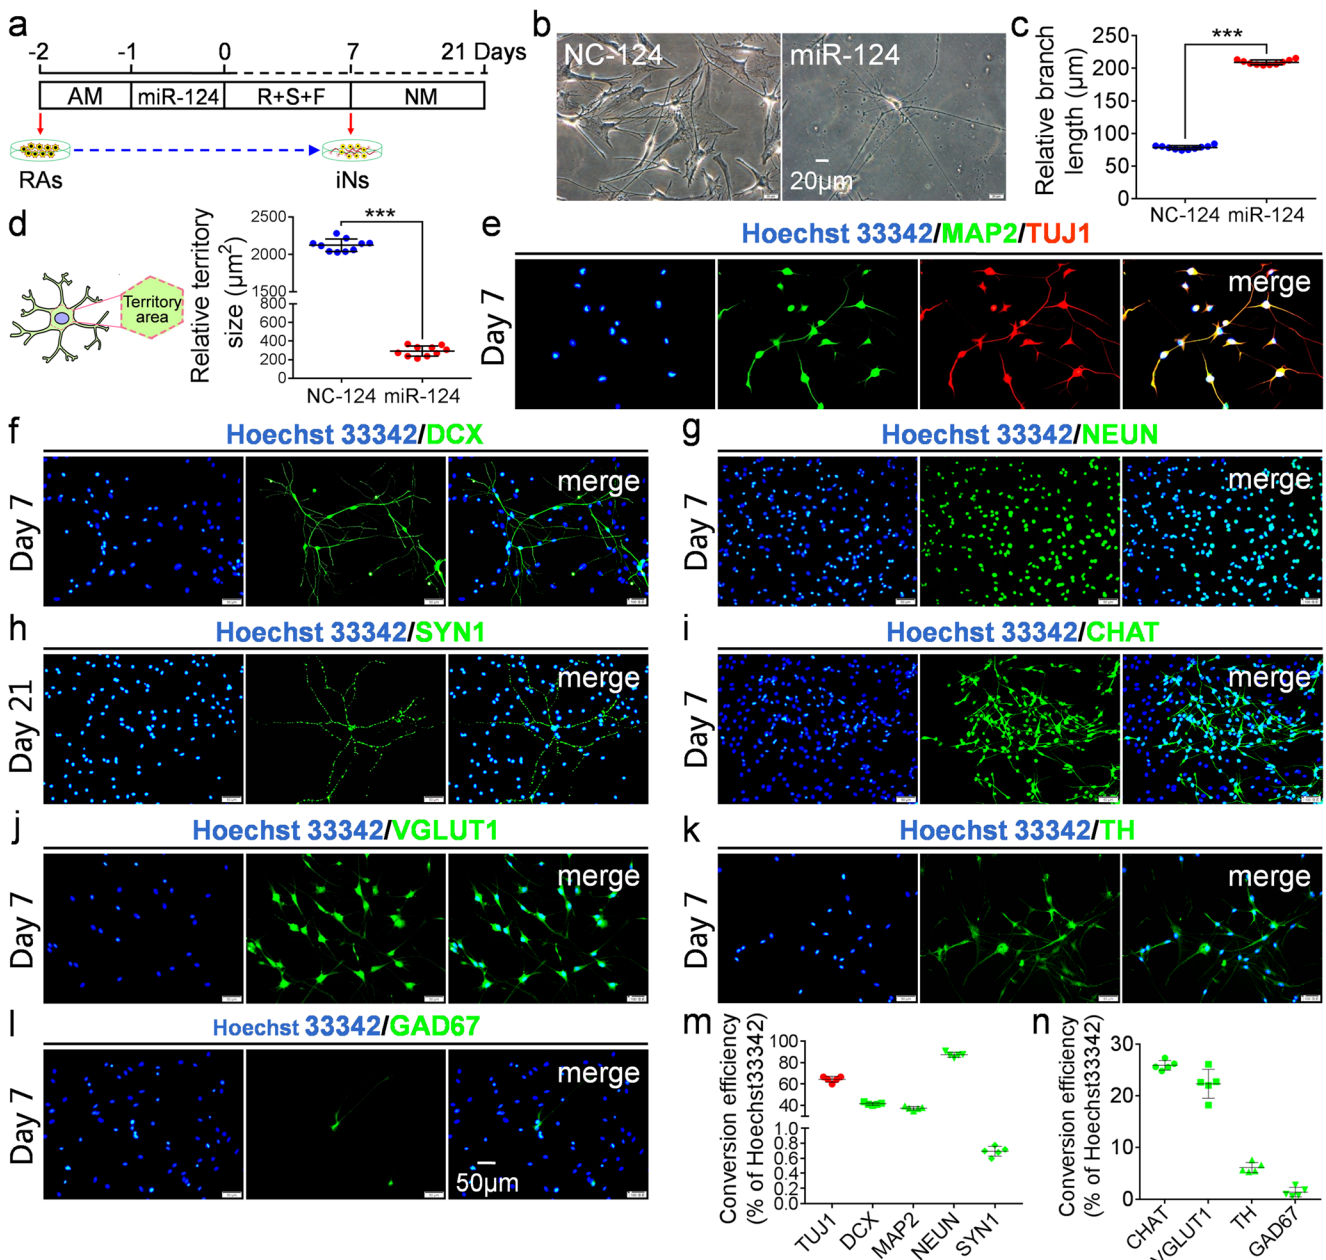 a
-2 -1 0 7 21 Days
AM miR-124 R+S+F NM
RAs iNs
b
NC-124 miR-124
20μm
c
Relative branch
length (μm)
250
200
150
100
50
0
***
NC-124 miR-124
d
Territory
area
Relative territory
size (μm²)
2500
2000
1500
800
600
400
200
0
***
NC-124 miR-124
e
Hoechst 33342/MAP2/TUJ1
Day 7
merge
f
Hoechst 33342/DCX
Day 7
merge
g
Hoechst 33342/NEUN
Day 7
merge
h
Hoechst 33342/SYN1
Day 21
merge
i
Hoechst 33342/CHAT
Day 7
merge
j
Hoechst 33342/VGLUT1
Day 7
merge
k
Hoechst 33342/TH
Day 7
merge
l
Hoechst 33342/GAD67
Day 7
merge
50μm
m
Conversion efficiency
(% of Hoechst33342)
100
80
60
40
1.0
0.8
0.6
0.4
0.2
0.0
TUJ1 DCX MAP2 NEUN SYN1
n
Conversion efficiency
(% of Hoechst33342)
30
20
10
0
CHAT VGLUT1 TH GAD67